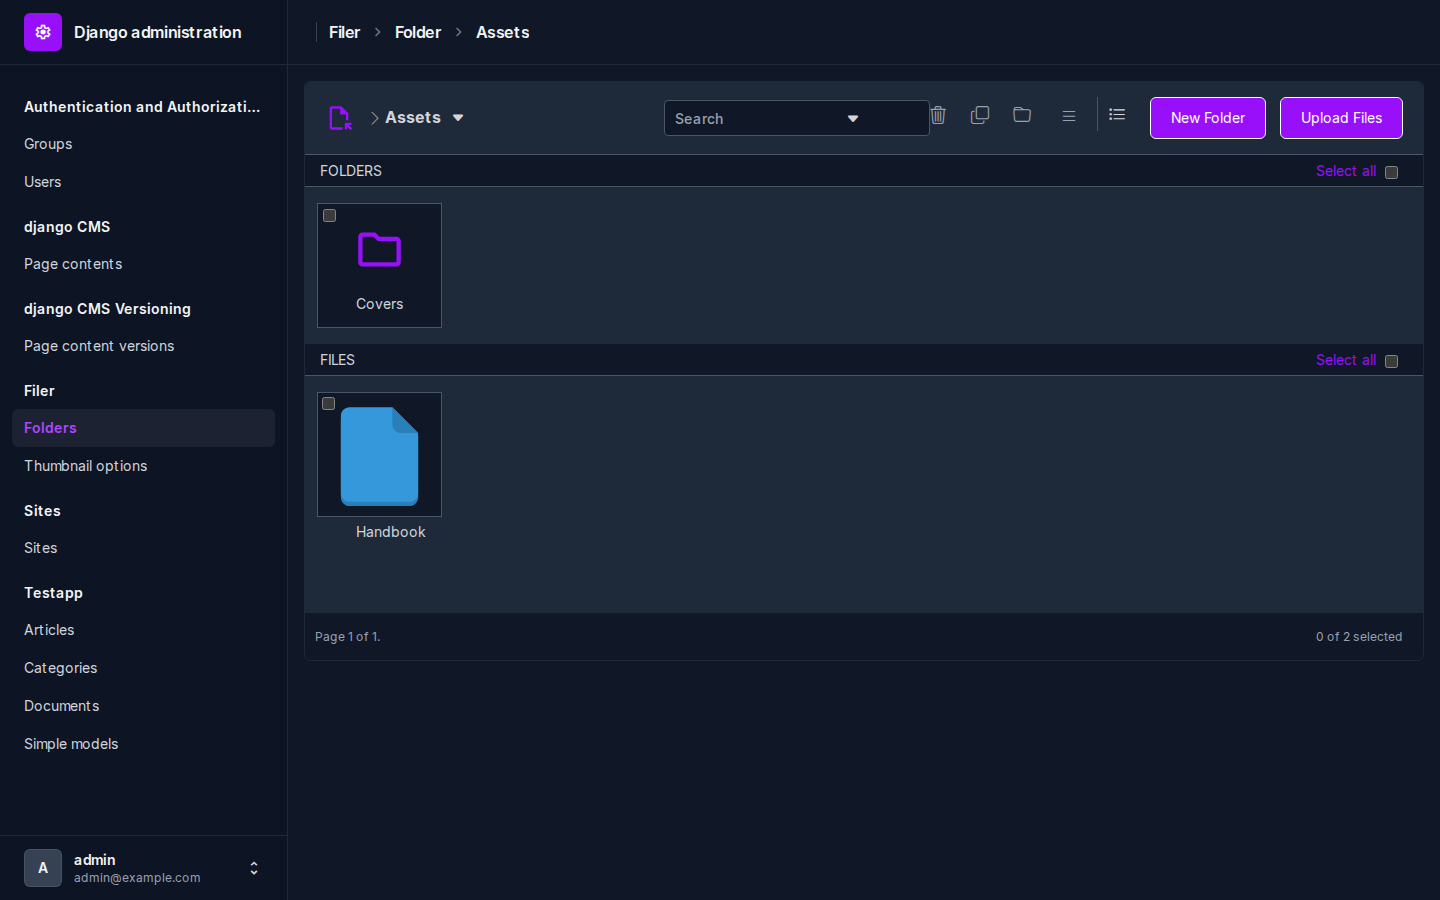 Django administration
Filer
Folder
Assets
Authentication and Authorizati...
Groups
Users
django CMS
Page contents
django CMS Versioning
Page content versions
Filer
Folders
Thumbnail options
Sites
Sites
Testapp
Articles
Categories
Documents
Simple models
A
admin
admin@example.com
Assets
Search
New Folder
Upload Files
FOLDERS
Select all
Covers
FILES
Select all
Handbook
Page 1 of 1.
0 of 2 selected